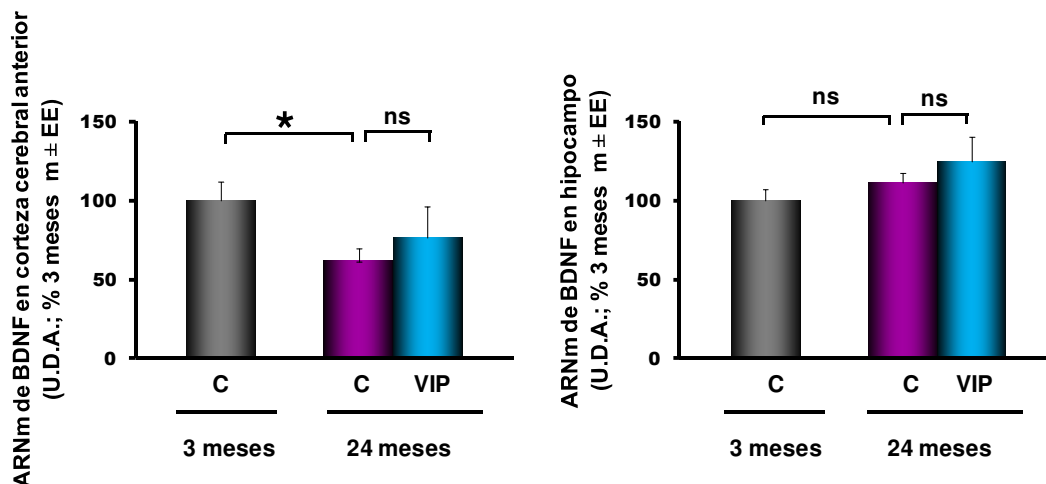 ARNm de BDNF en corteza cerebral anterior
(U.D.A.; % 3 meses m ± EE)
150
100
50
0
*
ns
C
C
VIP
3 meses
24 meses
ARNm de BDNF en hipocampo
(U.D.A.; % 3 meses m ± EE)
150
100
50
0
ns
ns
C
C
VIP
3 meses
24 meses